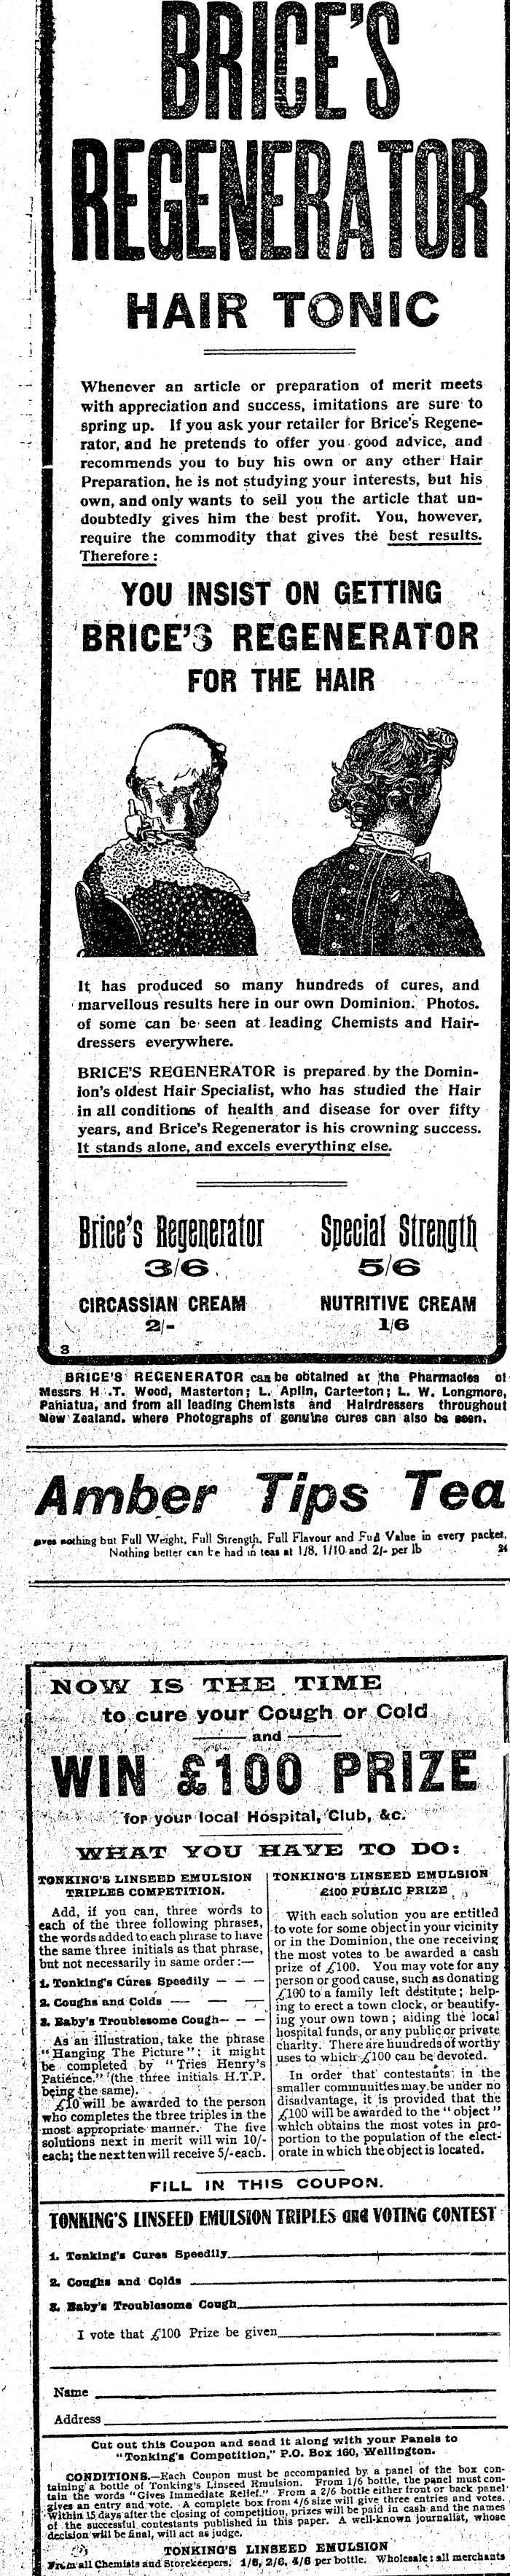 BRICE'S
REGENERATOR
HAIR TONIC
Whenever an article or preparation of merit meets
with appreciation and success, imitations are sure to
spring up. If you ask your retailer for Brice's Regene-
rator, and he pretends to offer you good advice, and
recommends you to buy his own or any other Hair
Preparation, he is not studying your interests, but his
own, and only wants to sell you the article that un-
doubtedly gives him the best profit. You, however,
require the commodity that gives the best results.
Therefore:
YOU INSIST ON GETTING
BRICE'S REGENERATOR
FOR THE HAIR
It has produced so many hundreds of cures, and
marvellous results here in our own Dominion. Photos.
of some can be seen at leading Chemists and Hair-
dressers everywhere.
BRICE'S REGENERATOR is prepared by the Domin-
ion's oldest Hair Specialist, who has studied the Hair
in all conditions of health and disease for over fifty
years, and Brice's Regenerator is his crowning success.
It stands alone, and excels everything else.
Brice's Regenerator Special Strength
3/6 5/6
CIRCASSIAN CREAM NUTRITIVE CREAM
2/- 1/6
3
BRICE'S REGENERATOR can be obtained at the Pharmacies of
Messrs H .T. Wood, Masterton; L. Aplin, Carterton; L. W. Longmore,
Pahiatua, and from all leading Chemists and Hairdressers throughout
New Zealand. where Photographs of genuine cures can also be seen.
Amber Tips Tea
gives nothing but Full Weight, Full Strength, Full Flavour and Full Value in every packet.
Nothing better can be had in teas at 1/8, 1/10 and 2/- per lb 24
NOW IS THE TIME
to cure your Cough or Cold
and
WIN £100 PRIZE
for your local Hospital, Club, &c.
WHAT YOU HAVE TO DO:
TONKING'S LINSEED EMULSION
TRIPLES COMPETITION.
Add, if you can, three words to
each of the three following phrases,
the words added to each phrase to have
the same three initials as that phrase,
but not necessarily in same order:—
1. Tonking's Cures Speedily — — —
2. Coughs and Colds — — —
3. Baby's Troublesome Cough — — —
As an illustration, take the phrase
"Hanging The Picture"; it might
be completed by "Tries Henry's
Patience." (the three initials H.T.P.
being the same).
£10 will be awarded to the person
who completes the three triples in the
most appropriate manner. The five
solutions next in merit will win 10/-
each; the next ten will receive 5/- each.
TONKING'S LINSEED EMULSION
£100 PUBLIC PRIZE
With each solution you are entitled
to vote for some object in your vicinity
or in the Dominion, the one receiving
the most votes to be awarded a cash
prize of £100. You may vote for any
person or good cause, such as donating
£100 to a family left destitute; help-
ing to erect a town clock, or beautify-
ing your own town; aiding the local
hospital funds, or any public or private
charity. There are hundreds of worthy
uses to which £100 can be devoted.
In order that contestants in the
smaller communities may be under no
disadvantage, it is provided that the
£100 will be awarded to the "object"
which obtains the most votes in pro-
portion to the population of the elect-
orate in which the object is located.
FILL IN THIS COUPON.
TONKING'S LINSEED EMULSION TRIPLES and VOTING CONTEST
1. Tonking's Cures Speedily
2. Coughs and Colds
3. Baby's Troublesome Cough
I vote that £100 Prize be given
Name
Address
Cut out this Coupon and send it along with your Panels to
"Tonking's Competition," P.O. Box 160, Wellington.
CONDITIONS.—Each Coupon must be accompanied by a panel of the box con-
taining a bottle of Tonking's Linseed Emulsion. From 1/6 bottle, the panel must con-
tain the words "Gives Immediate Relief." From a 2/6 bottle either front or back panel
gives an entry and vote. A complete box from 4/6 size will give three entries and votes.
Within 15 days after the closing of competition, prizes will be paid in cash and the names
of the successful contestants published in this paper. A well-known journalist, whose
decision will be final, will act as judge.
TONKING'S LINSEED EMULSION
From all Chemists and Storekeepers. 1/6, 2/6, 4/6 per bottle. Wholesale: all merchants